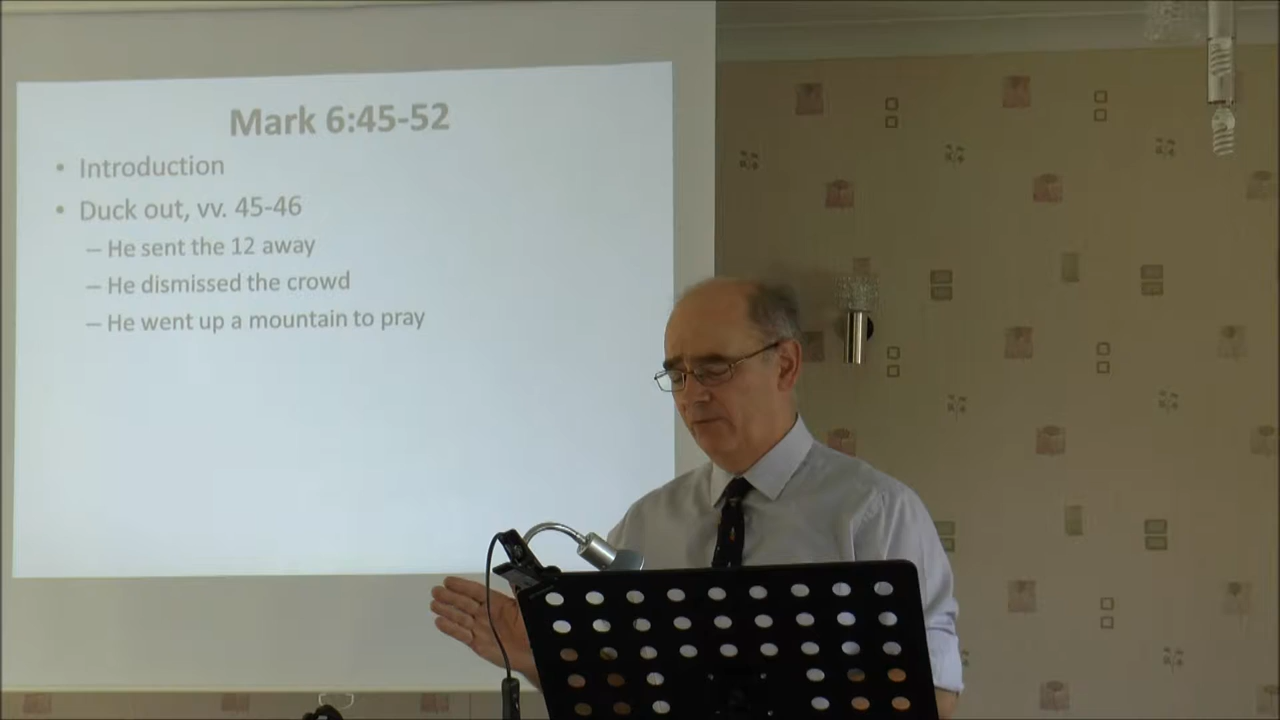 Mark 6:45-52
• Introduction
• Duck out, vv. 45-46
– He sent the 12 away
– He dismissed the crowd
– He went up a mountain to pray